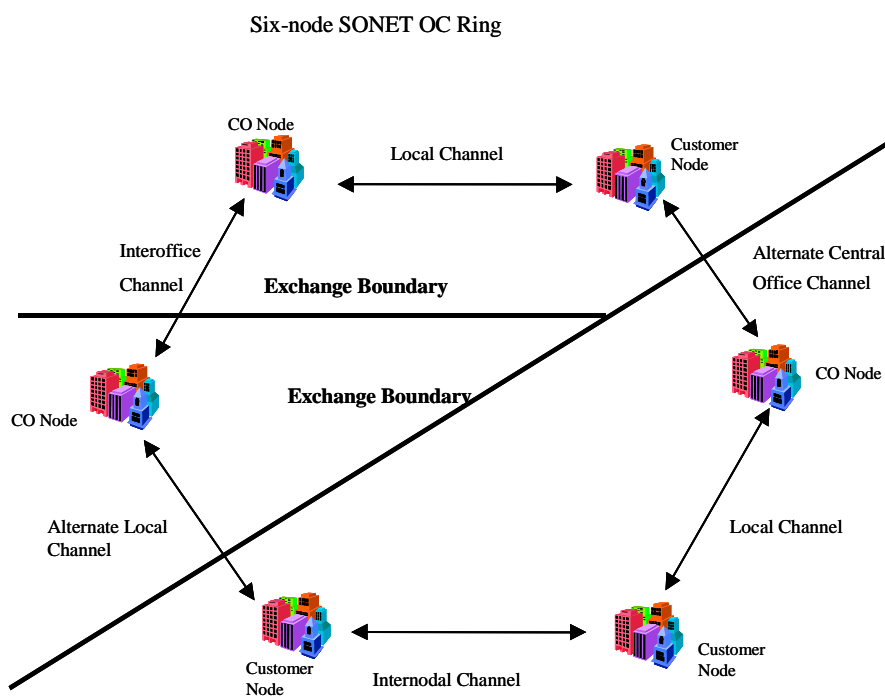 Six-node SONET OC Ring
CO Node
Local Channel
Customer
Node
Interoffice
Channel
Exchange Boundary
Alternate Central
Office Channel
CO Node
Exchange Boundary
CO Node
Alternate Local
Channel
Local Channel
Customer
Node
Internodal Channel
Customer
Node